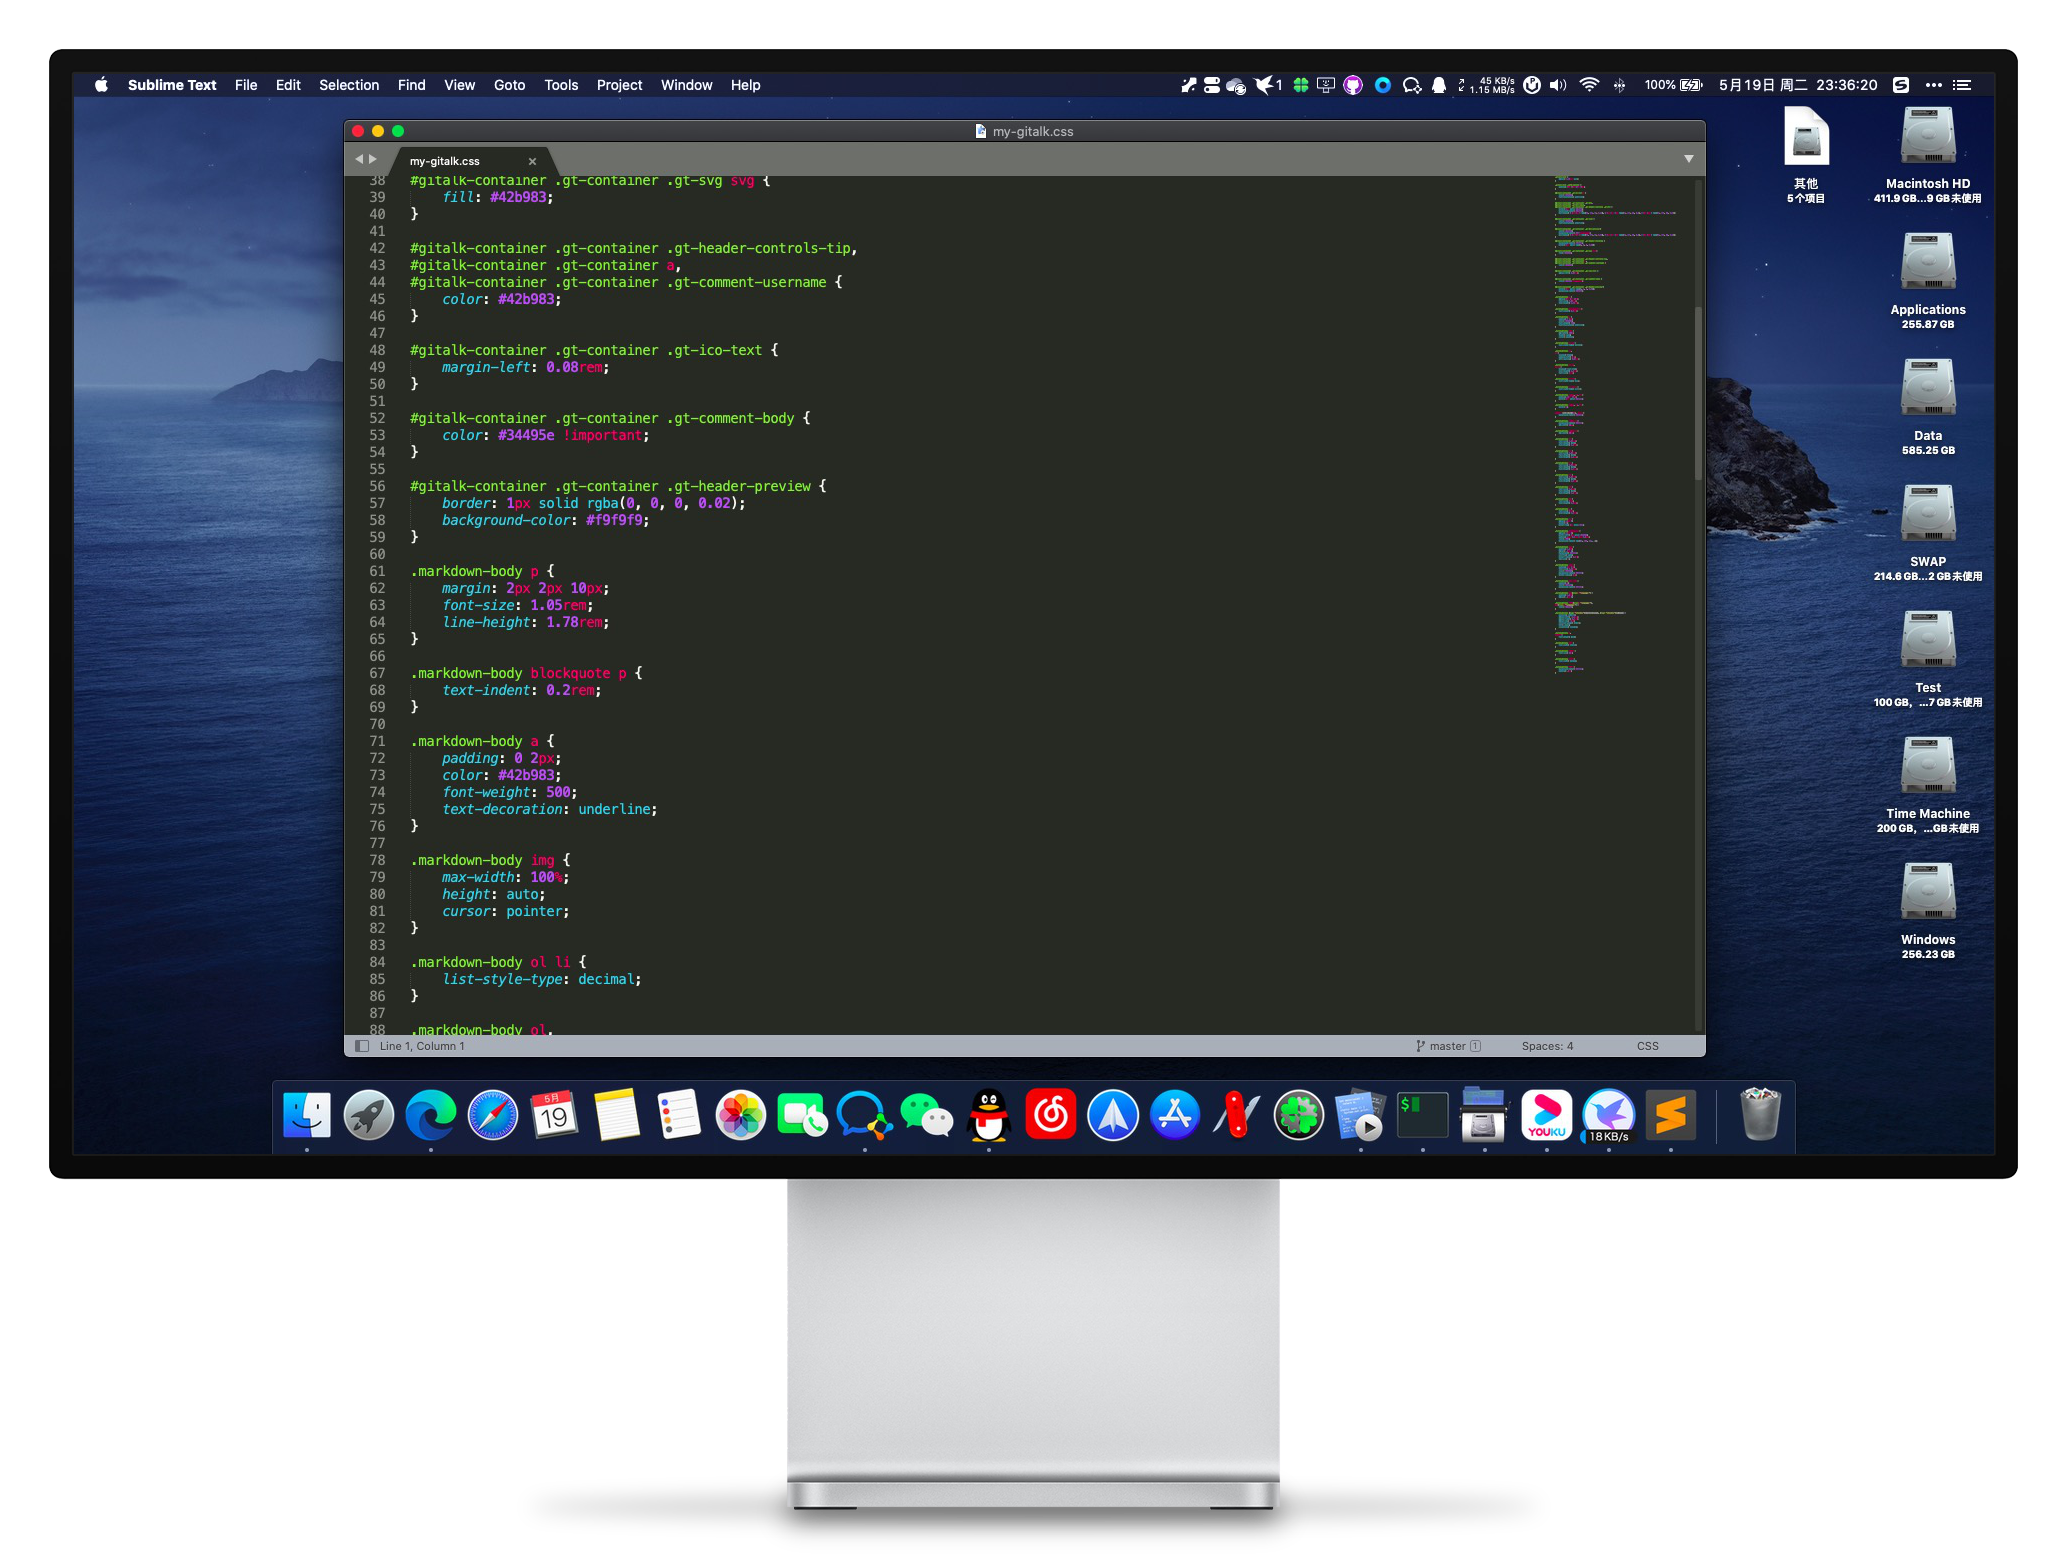 Sublime Text File Edit Selection Find View Goto Tools Project Window Help
1 45 KB/s 1.15 MB/s 100% 5月19日 周二 23:36:20
my-gitalk.css
my-gitalk.css ×
38 #gitalk-container .gt-container .gt-svg svg {
39 fill: #42b983;
40 }
41
42 #gitalk-container .gt-container .gt-header-controls-tip,
43 #gitalk-container .gt-container a,
44 #gitalk-container .gt-container .gt-comment-username {
45 color: #42b983;
46 }
47
48 #gitalk-container .gt-container .gt-ico-text {
49 margin-left: 0.08rem;
50 }
51
52 #gitalk-container .gt-container .gt-comment-body {
53 color: #34495e !important;
54 }
55
56 #gitalk-container .gt-container .gt-header-preview {
57 border: 1px solid rgba(0, 0, 0, 0.02);
58 background-color: #f9f9f9;
59 }
60
61 .markdown-body p {
62 margin: 2px 2px 10px;
63 font-size: 1.05rem;
64 line-height: 1.78rem;
65 }
66
67 .markdown-body blockquote p {
68 text-indent: 0.2rem;
69 }
70
71 .markdown-body a {
72 padding: 0 2px;
73 color: #42b983;
74 font-weight: 500;
75 text-decoration: underline;
76 }
77
78 .markdown-body img {
79 max-width: 100%;
80 height: auto;
81 cursor: pointer;
82 }
83
84 .markdown-body ol li {
85 list-style-type: decimal;
86 }
87
88 .markdown-body ol,
Line 1, Column 1 master 1 Spaces: 4 CSS
其他
5个项目
Macintosh HD
411.9 GB...9 GB未使用
Applications
255.87 GB
Data
585.25 GB
SWAP
214.6 GB...2 GB未使用
Test
100 GB, ...7 GB未使用
Time Machine
200 GB, ...GB未使用
Windows
256.23 GB
5月
19
$
YOUKU
18KB/s